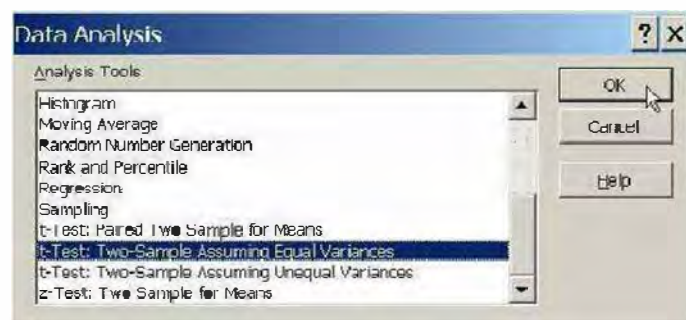 Data Analysis
? x
Analysis Tools
Histogram
Moving Average
Random Number Generation
Rank and Percentile
Regression
Sampling
t-Test: Paired Two Sample for Means
t-Test: Two-Sample Assuming Equal Variances
t-Test: Two-Sample Assuming Unequal Variances
z-Test: Two Sample for Means
OK
Cancel
Help